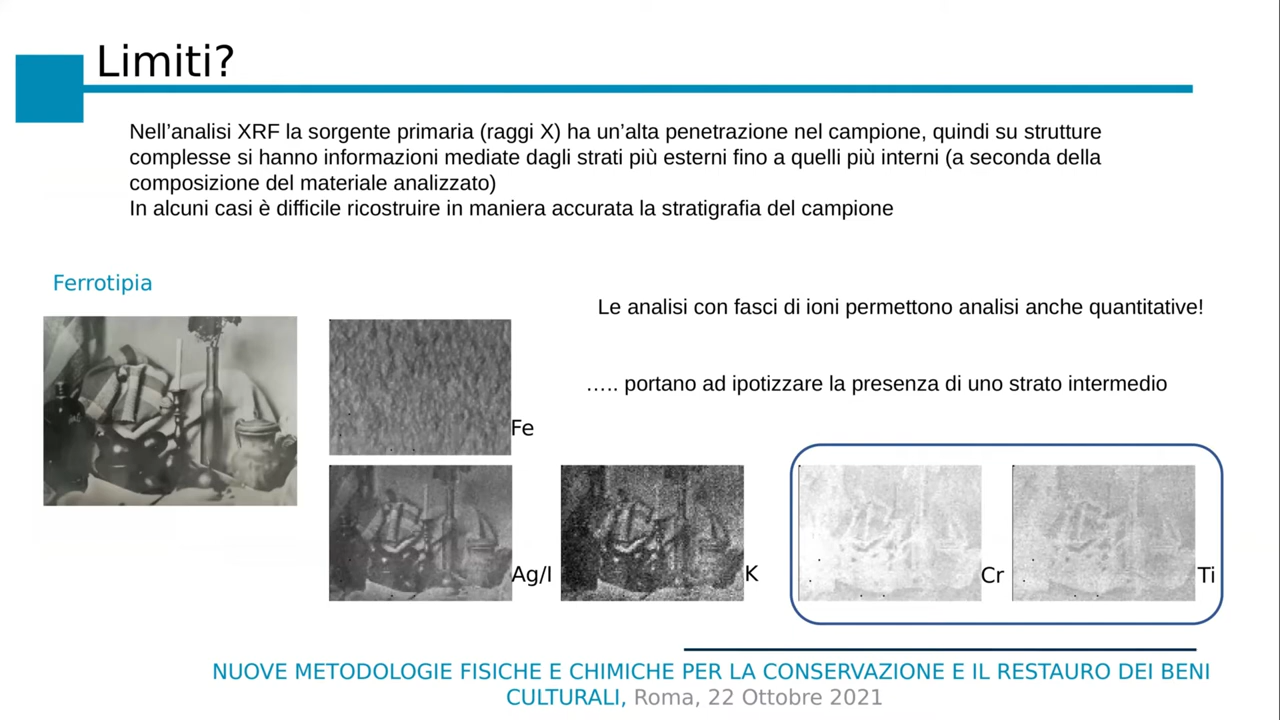 Limiti?
Nell’analisi XRF la sorgente primaria (raggi X) ha un’alta penetrazione nel campione, quindi su strutture
complesse si hanno informazioni mediate dagli strati più esterni fino a quelli più interni (a seconda della
composizione del materiale analizzato)
In alcuni casi è difficile ricostruire in maniera accurata la stratigrafia del campione
Ferrotipia
Le analisi con fasci di ioni permettono analisi anche quantitative!
….. portano ad ipotizzare la presenza di uno strato intermedio
Fe
Ag/I
K
Cr
Ti
NUOVE METODOLOGIE FISICHE E CHIMICHE PER LA CONSERVAZIONE E IL RESTAURO DEI BENI
CULTURALI, Roma, 22 Ottobre 2021